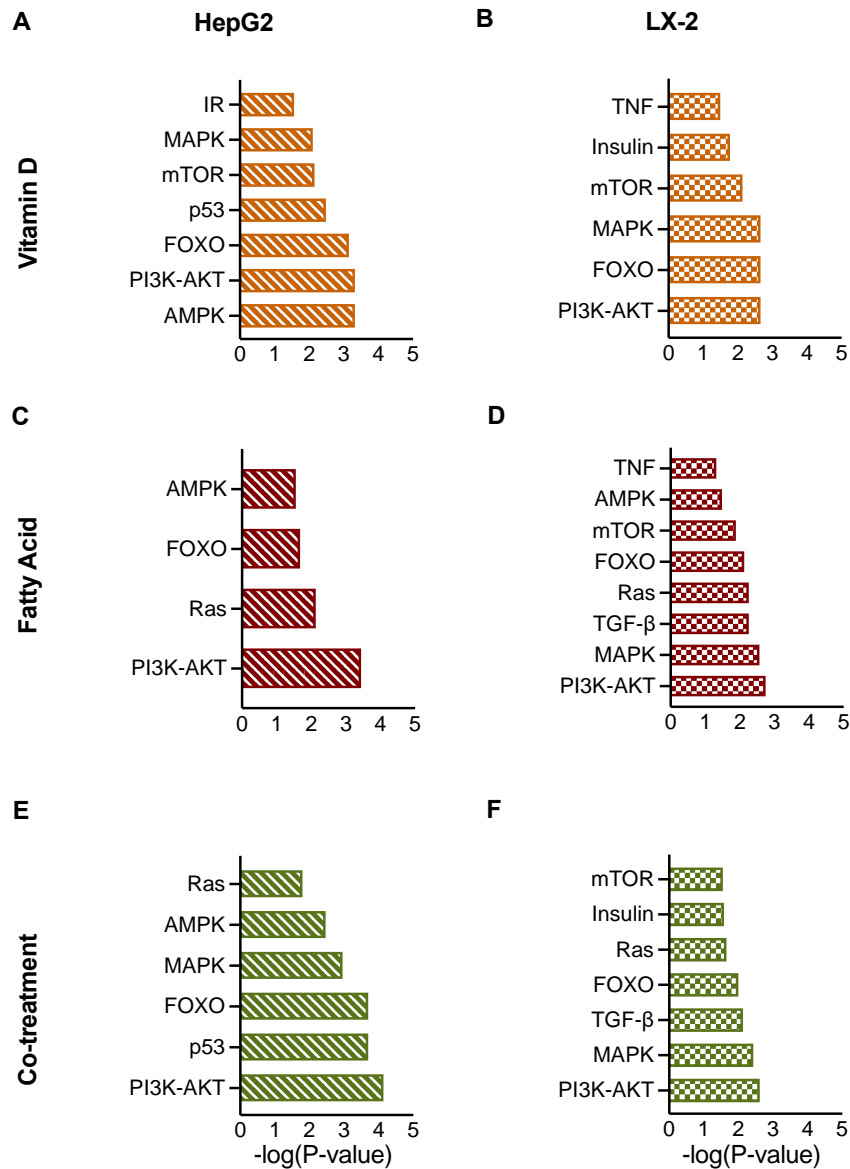 A
HepG2
B
LX-2
Vitamin D
IR
MAPK
mTOR
p53
FOXO
PI3K-AKT
AMPK
0 1 2 3 4 5
TNF
Insulin
mTOR
MAPK
FOXO
PI3K-AKT
0 1 2 3 4 5
C
D
Fatty Acid
AMPK
FOXO
Ras
PI3K-AKT
0 1 2 3 4 5
TNF
AMPK
mTOR
FOXO
Ras
TGF-β
MAPK
PI3K-AKT
0 1 2 3 4 5
E
F
Co-treatment
Ras
AMPK
MAPK
FOXO
p53
PI3K-AKT
0 1 2 3 4 5
-log(P-value)
mTOR
Insulin
Ras
FOXO
TGF-β
MAPK
PI3K-AKT
0 1 2 3 4 5
-log(P-value)